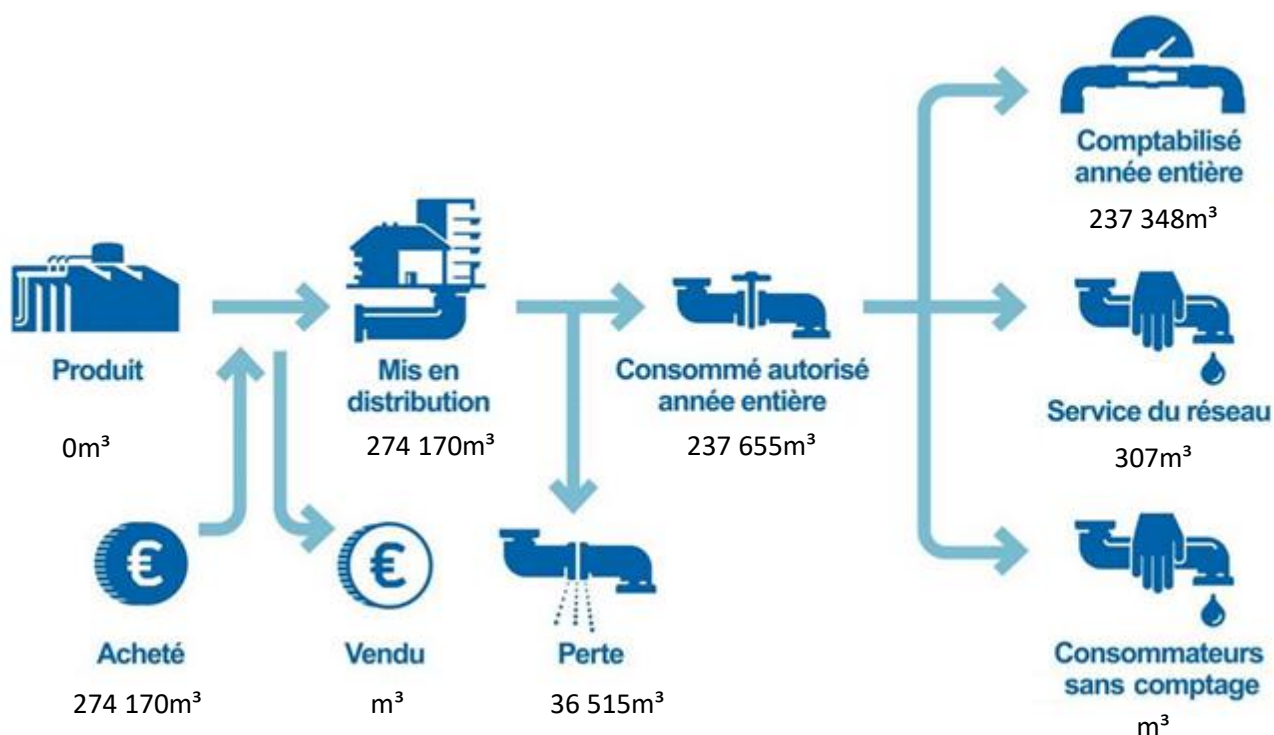 Comptabilisé
année entière
237 348m³
Produit
0m³
Mis en
distribution
274 170m³
Consommé autorisé
année entière
237 655m³
Service du réseau
307m³
€
Acheté
274 170m³
€
Vendu
m³
Perte
36 515m³
Consommateurs
sans comptage
m³